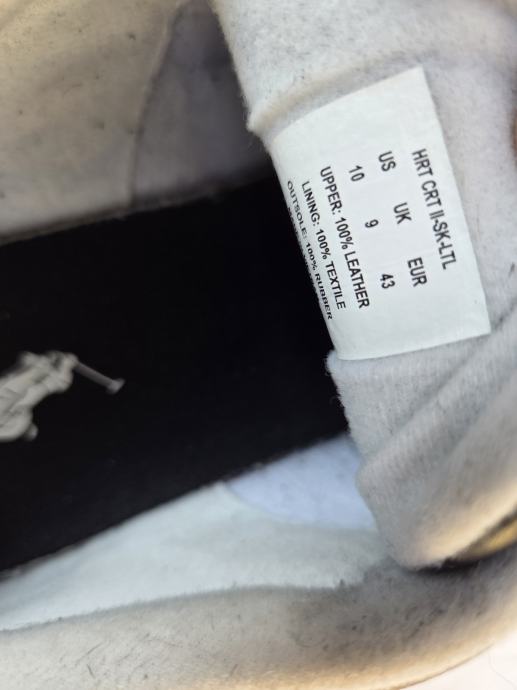 HRT CRT II-SK-LTL
US UK EUR
10 9 43
UPPER: 100% LEATHER
LINING: 100% TEXTILE
OUTSOLE: 100% RUBBER